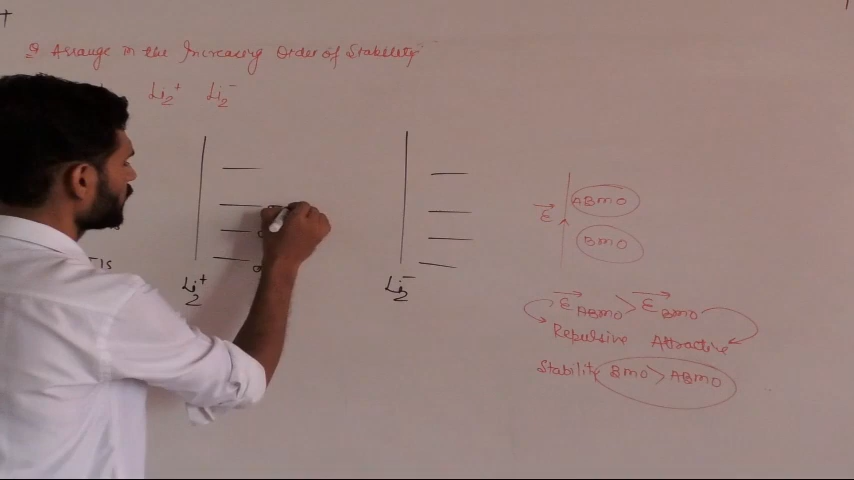 Q Arrange in the Increasing Order of Stability
Li2+ Li2-
ABMO
E
BMO
1s
Li2+
Li2-
E ABMO > E BMO
Repulsive Attractive
Stability BMO > ABMO